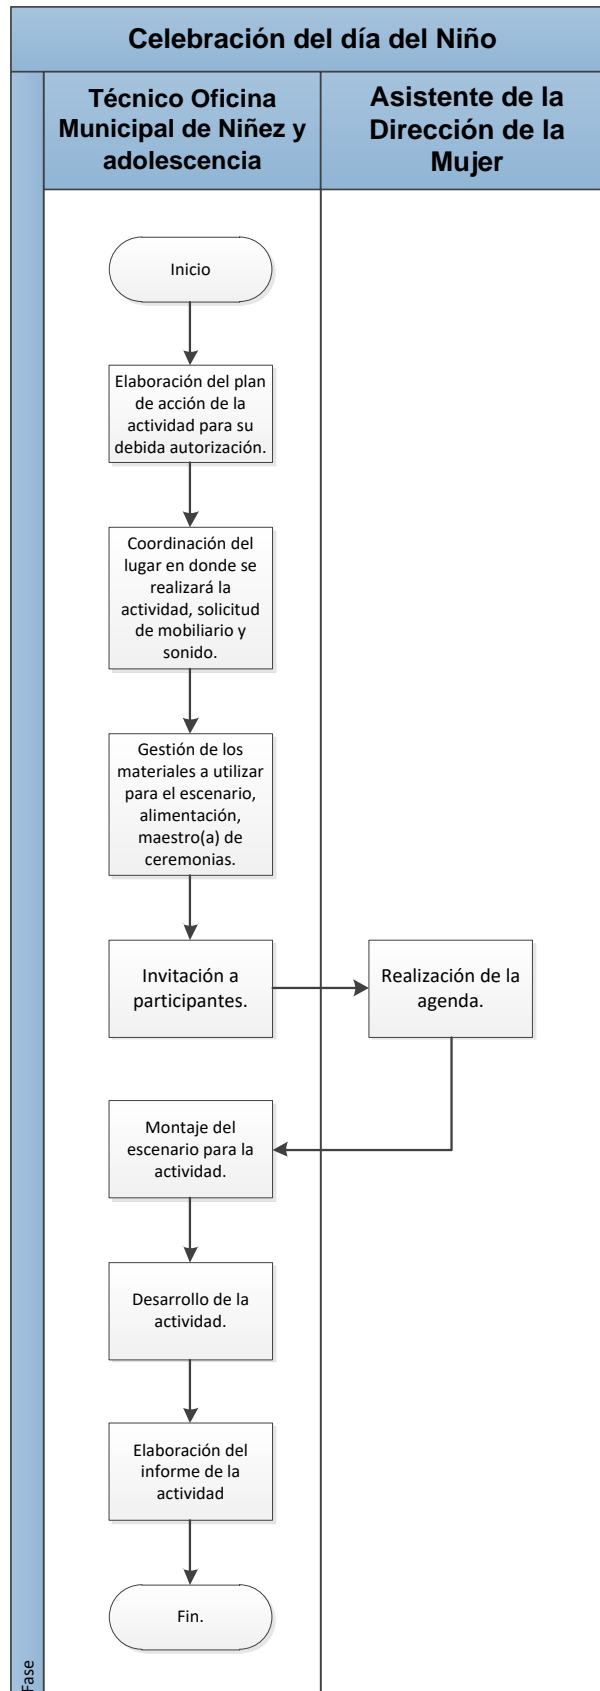 Celebración del día del Niño
Técnico Oficina
Municipal de Niñez y
adolescencia
Asistente de la
Dirección de la
Mujer
Inicio
Elaboración del plan
de acción de la
actividad para su
debida autorización.
Coordinación del
lugar en donde se
realizará la
actividad, solicitud
de mobiliario y
sonido.
Gestión de los
materiales a utilizar
para el escenario,
alimentación,
maestro(a) de
ceremonias.
Invitación a
participantes.
Realización de la
agenda.
Montaje del
escenario para la
actividad.
Desarrollo de la
actividad.
Elaboración del
informe de la
actividad
Fin.
Fase